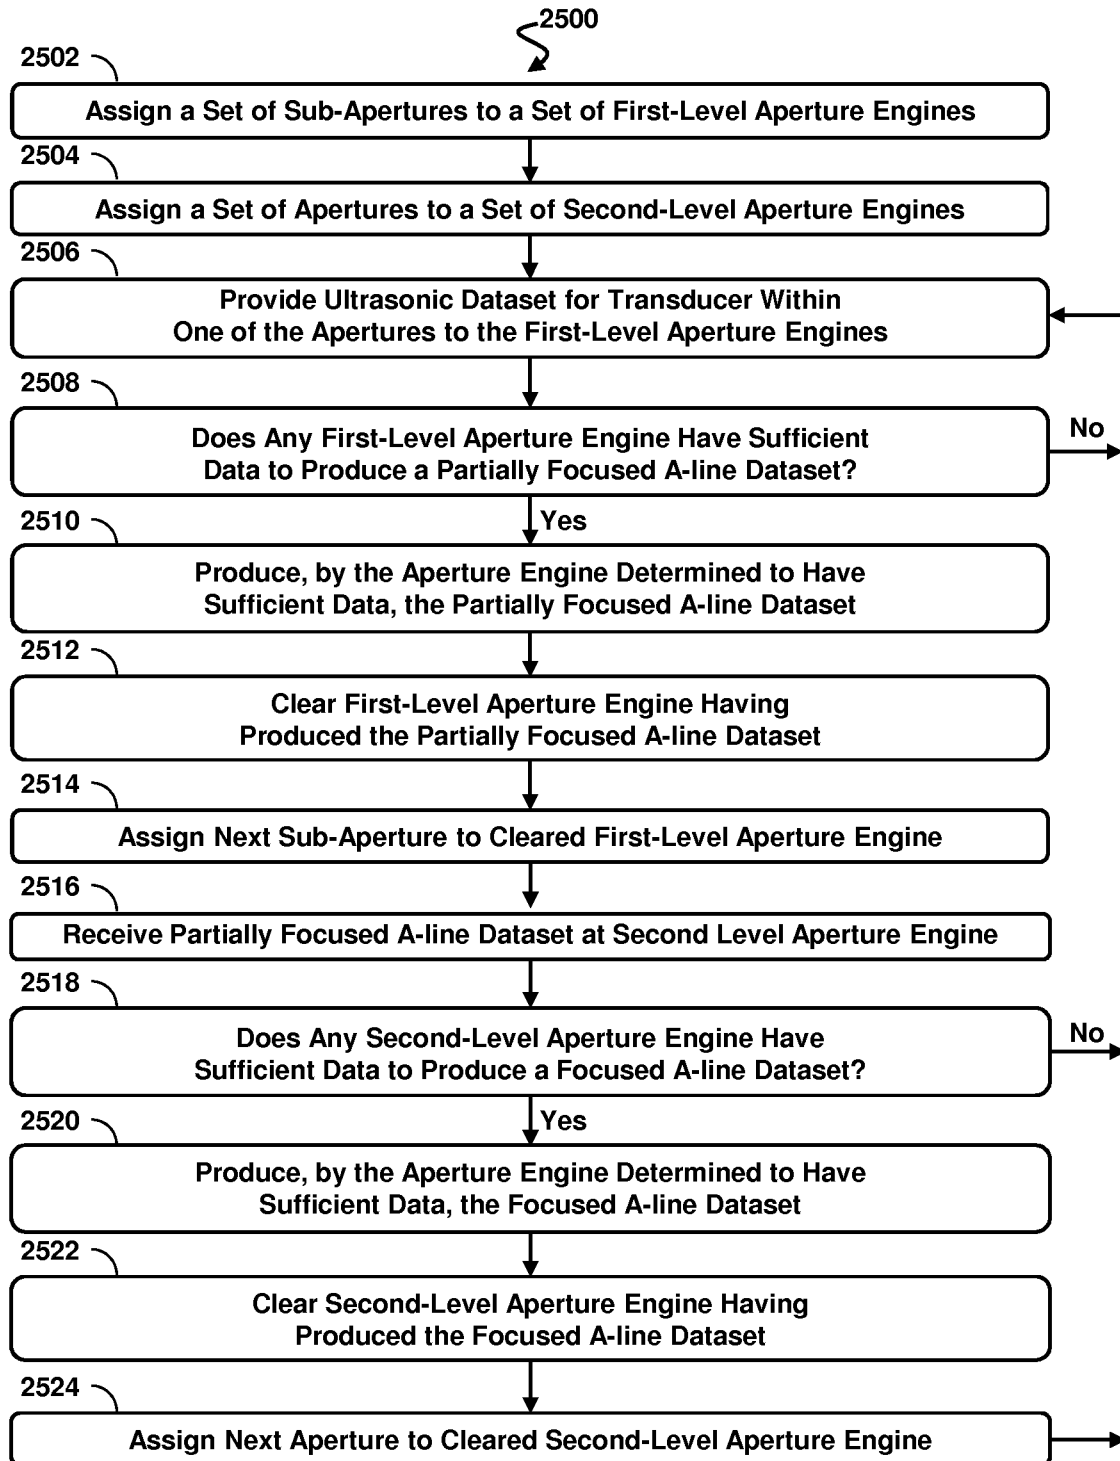 2500
2502
Assign a Set of Sub-Apertures to a Set of First-Level Aperture Engines
2504
Assign a Set of Apertures to a Set of Second-Level Aperture Engines
2506
Provide Ultrasonic Dataset for Transducer Within
One of the Apertures to the First-Level Aperture Engines
2508
Does Any First-Level Aperture Engine Have Sufficient
Data to Produce a Partially Focused A-line Dataset?
No
Yes
2510
Produce, by the Aperture Engine Determined to Have
Sufficient Data, the Partially Focused A-line Dataset
2512
Clear First-Level Aperture Engine Having
Produced the Partially Focused A-line Dataset
2514
Assign Next Sub-Aperture to Cleared First-Level Aperture Engine
2516
Receive Partially Focused A-line Dataset at Second Level Aperture Engine
2518
Does Any Second-Level Aperture Engine Have
Sufficient Data to Produce a Focused A-line Dataset?
No
Yes
2520
Produce, by the Aperture Engine Determined to Have
Sufficient Data, the Focused A-line Dataset
2522
Clear Second-Level Aperture Engine Having
Produced the Focused A-line Dataset
2524
Assign Next Aperture to Cleared Second-Level Aperture Engine